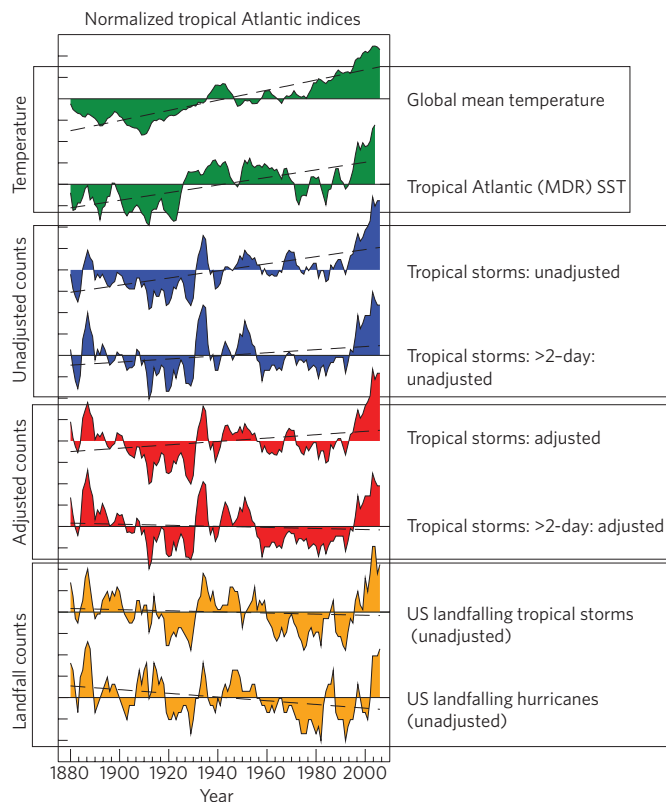 Normalized tropical Atlantic indices
Temperature
Global mean temperature
Tropical Atlantic (MDR) SST
Unadjusted counts
Tropical storms: unadjusted
Tropical storms: >2–day:
unadjusted
Adjusted counts
Tropical storms: adjusted
Tropical storms: >2-day: adjusted
Landfall counts
US landfalling tropical storms
(unadjusted)
US landfalling hurricanes
(unadjusted)
1880 1900 1920 1940 1960 1980 2000
Year